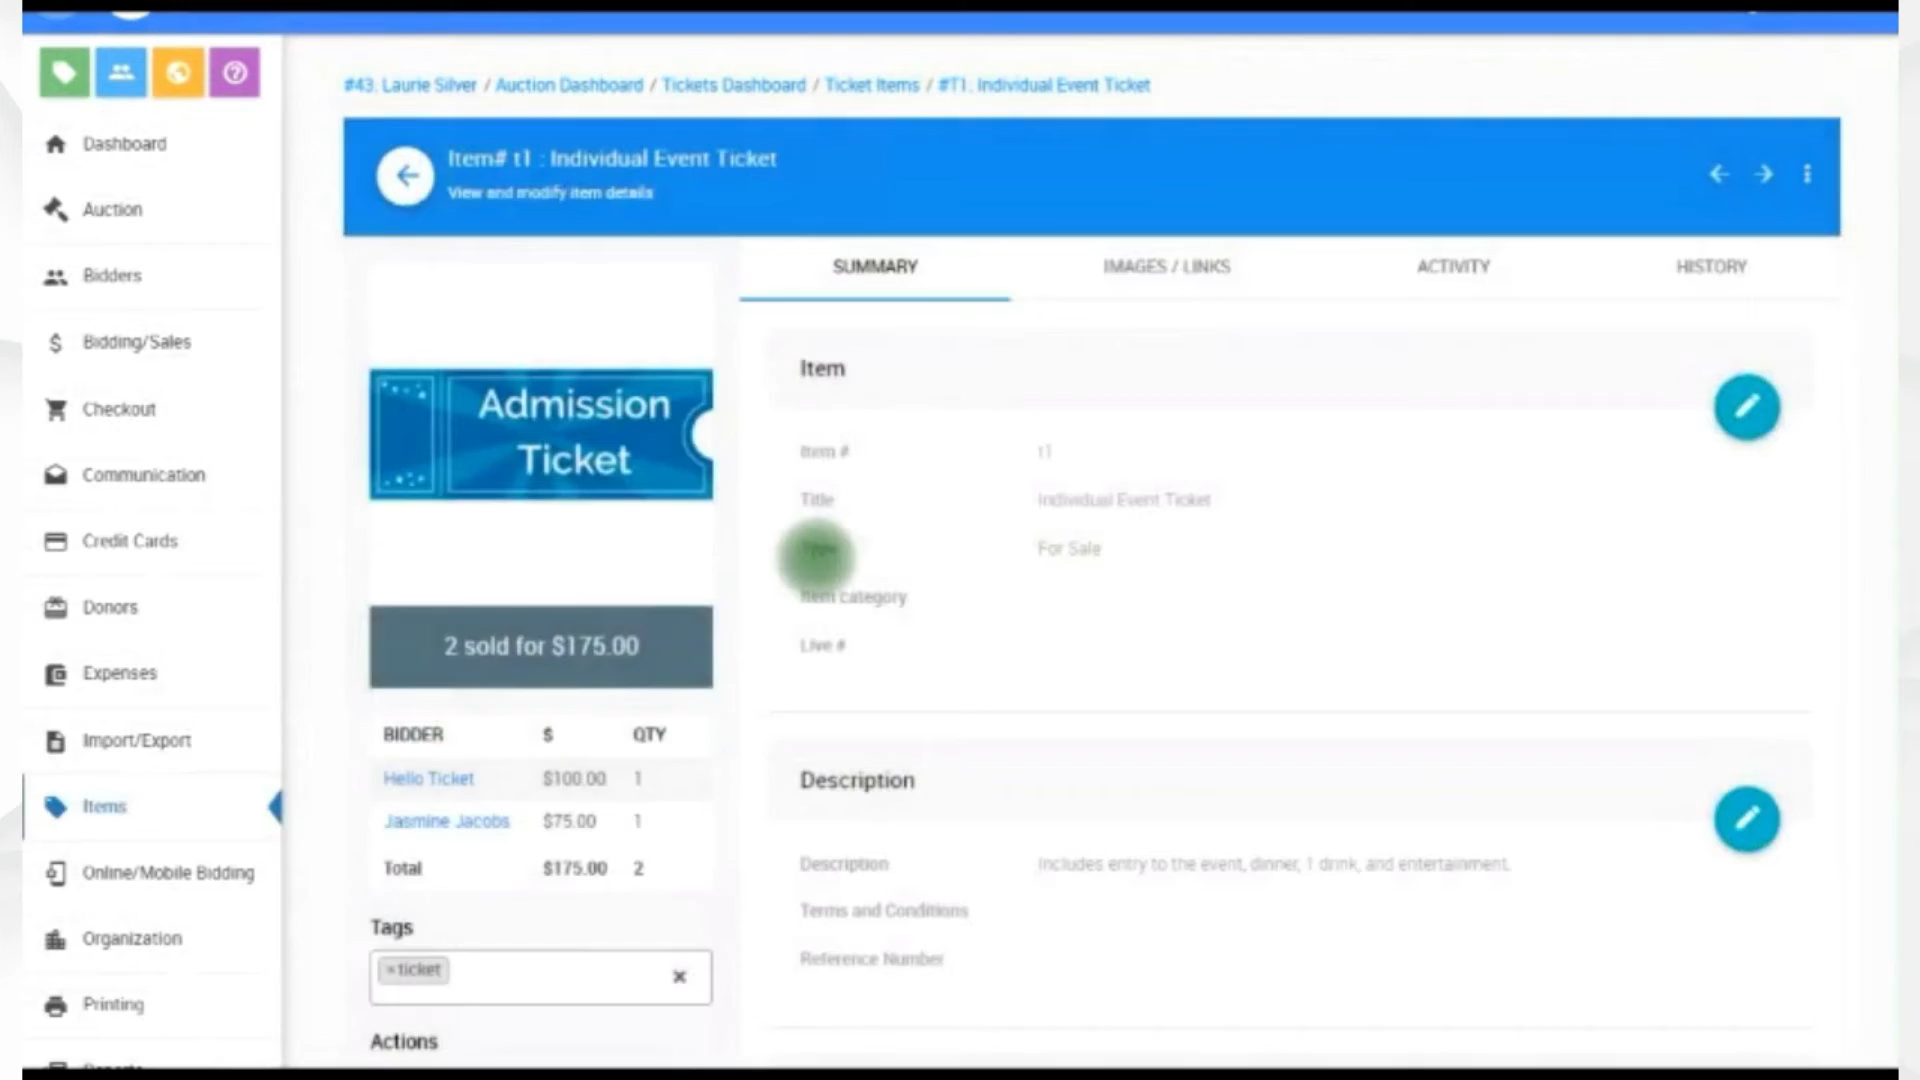 #43: Laurie Silver / Auction Dashboard / Tickets Dashboard / Ticket Items / #T1: Individual Event Ticket
Item# t1 : Individual Event Ticket
View and modify item details
Dashboard
Auction
Bidders
Bidding/Sales
Checkout
Communication
Credit Cards
Donors
Expenses
Import/Export
Items
Online/Mobile Bidding
Organization
Printing
Admission
Ticket
2 sold for $175.00
BIDDER $ QTY
Hello Ticket $100.00 1
Jasmine Jacobs $75.00 1
Total $175.00 2
Tags
×ticket ×
Actions
SUMMARY IMAGES / LINKS ACTIVITY HISTORY
Item
Item # t1
Title Individual Event Ticket
Type For Sale
Item category
Live #
Description
Description Includes entry to the event, dinner, 1 drink, and entertainment.
Terms and Conditions
Reference Number